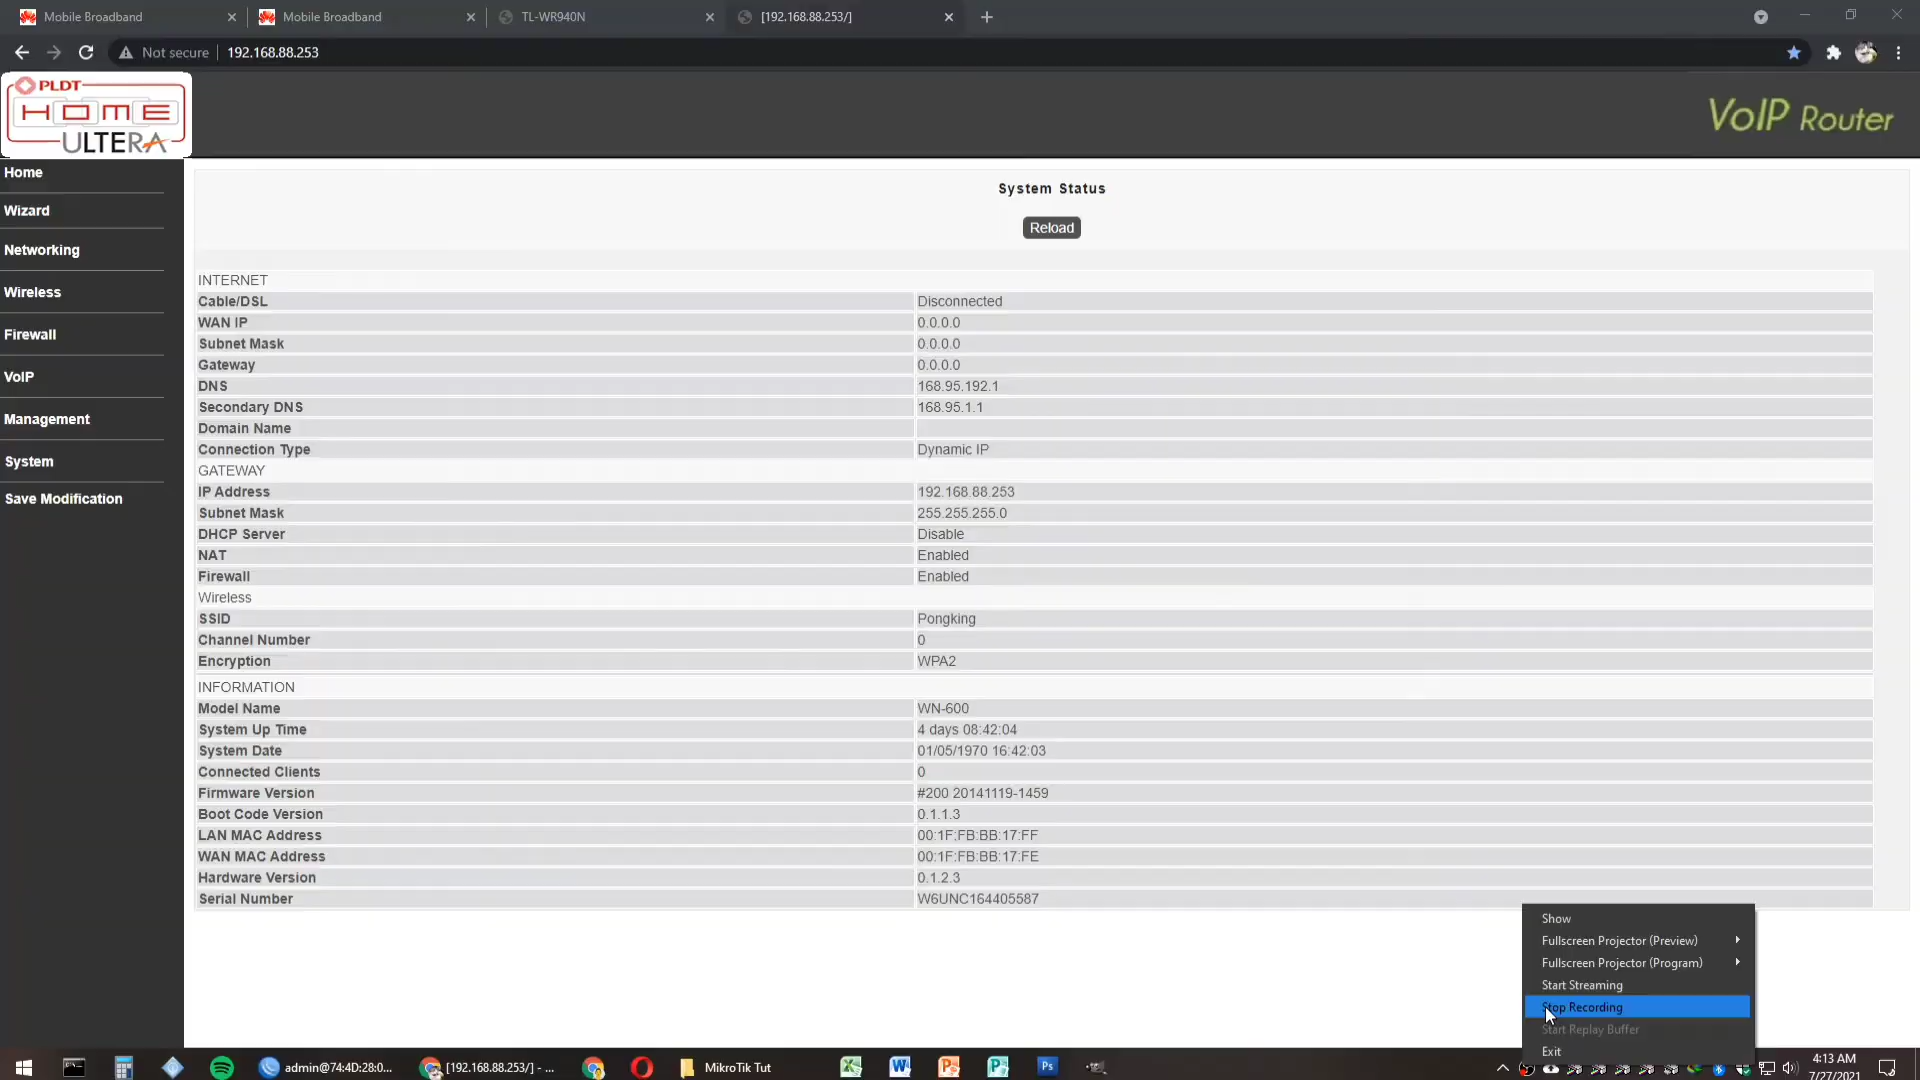 Mobile Broadband
Mobile Broadband
TL-WR940N
[192.168.88.253/]
Not secure
192.168.88.253
PLDT
HOME
ULTERA
VoIP Router
Home
Wizard
Networking
Wireless
Firewall
VoIP
Management
System
Save Modification
System Status
Reload
INTERNET
Cable/DSL Disconnected
WAN IP 0.0.0.0
Subnet Mask 0.0.0.0
Gateway 0.0.0.0
DNS 168.95.192.1
Secondary DNS 168.95.1.1
Domain Name
Connection Type Dynamic IP
GATEWAY
IP Address 192.168.88.253
Subnet Mask 255.255.255.0
DHCP Server Disable
NAT Enabled
Firewall Enabled
Wireless
SSID Pongking
Channel Number 0
Encryption WPA2
INFORMATION
Model Name WN-600
System Up Time 4 days 08:42:04
System Date 01/05/1970 16:42:03
Connected Clients 0
Firmware Version #200 20141119-1459
Boot Code Version 0.1.1.3
LAN MAC Address 00:1F:FB:BB:17:FF
WAN MAC Address 00:1F:FB:BB:17:FE
Hardware Version 0.1.2.3
Serial Number W6UNC164405587
Show
Fullscreen Projector (Preview)
Fullscreen Projector (Program)
Start Streaming
Stop Recording
Start Replay Buffer
Exit
admin@74:4D:28:0...
[192.168.88.253/] - ...
MikroTik Tut
Ps
4:13 AM
7/27/2021